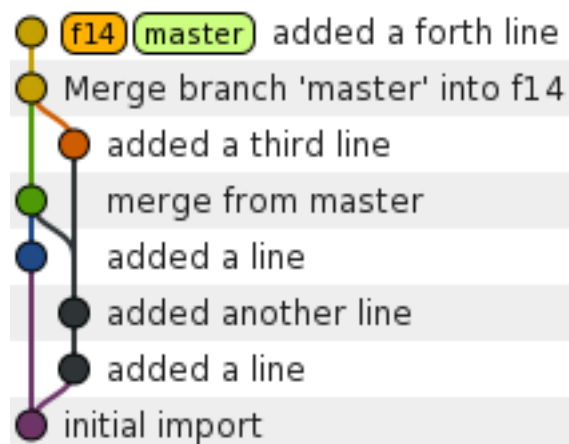 f14 master added a forth line
Merge branch 'master' into f14
added a third line
merge from master
added a line
added another line
added a line
initial import